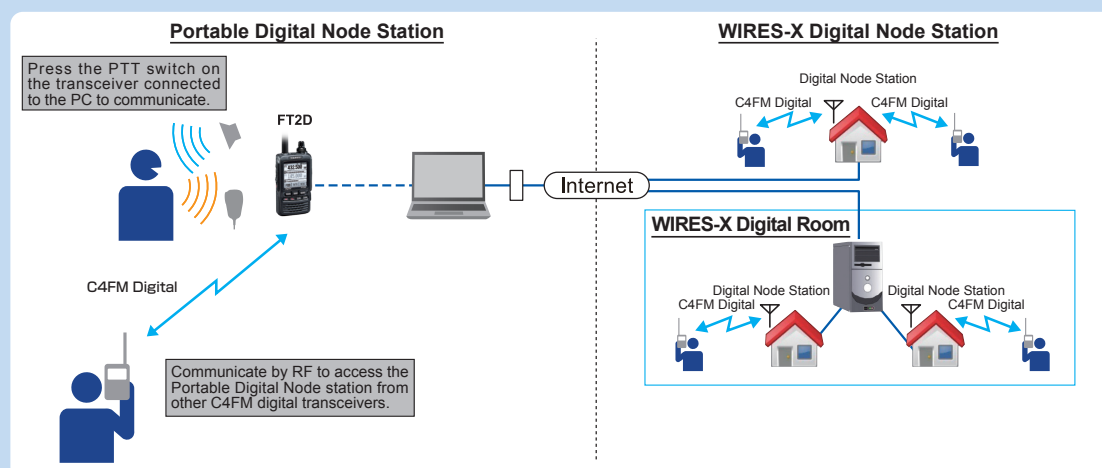 Portable Digital Node Station
Press the PTT switch on
the transceiver connected
to the PC to communicate.
FT2D
C4FM Digital
Communicate by RF to access the
Portable Digital Node station from
other C4FM digital transceivers.
Internet
WIRES-X Digital Node Station
Digital Node Station
C4FM Digital
C4FM Digital
WIRES-X Digital Room
Digital Node Station
C4FM Digital
Digital Node Station
C4FM Digital